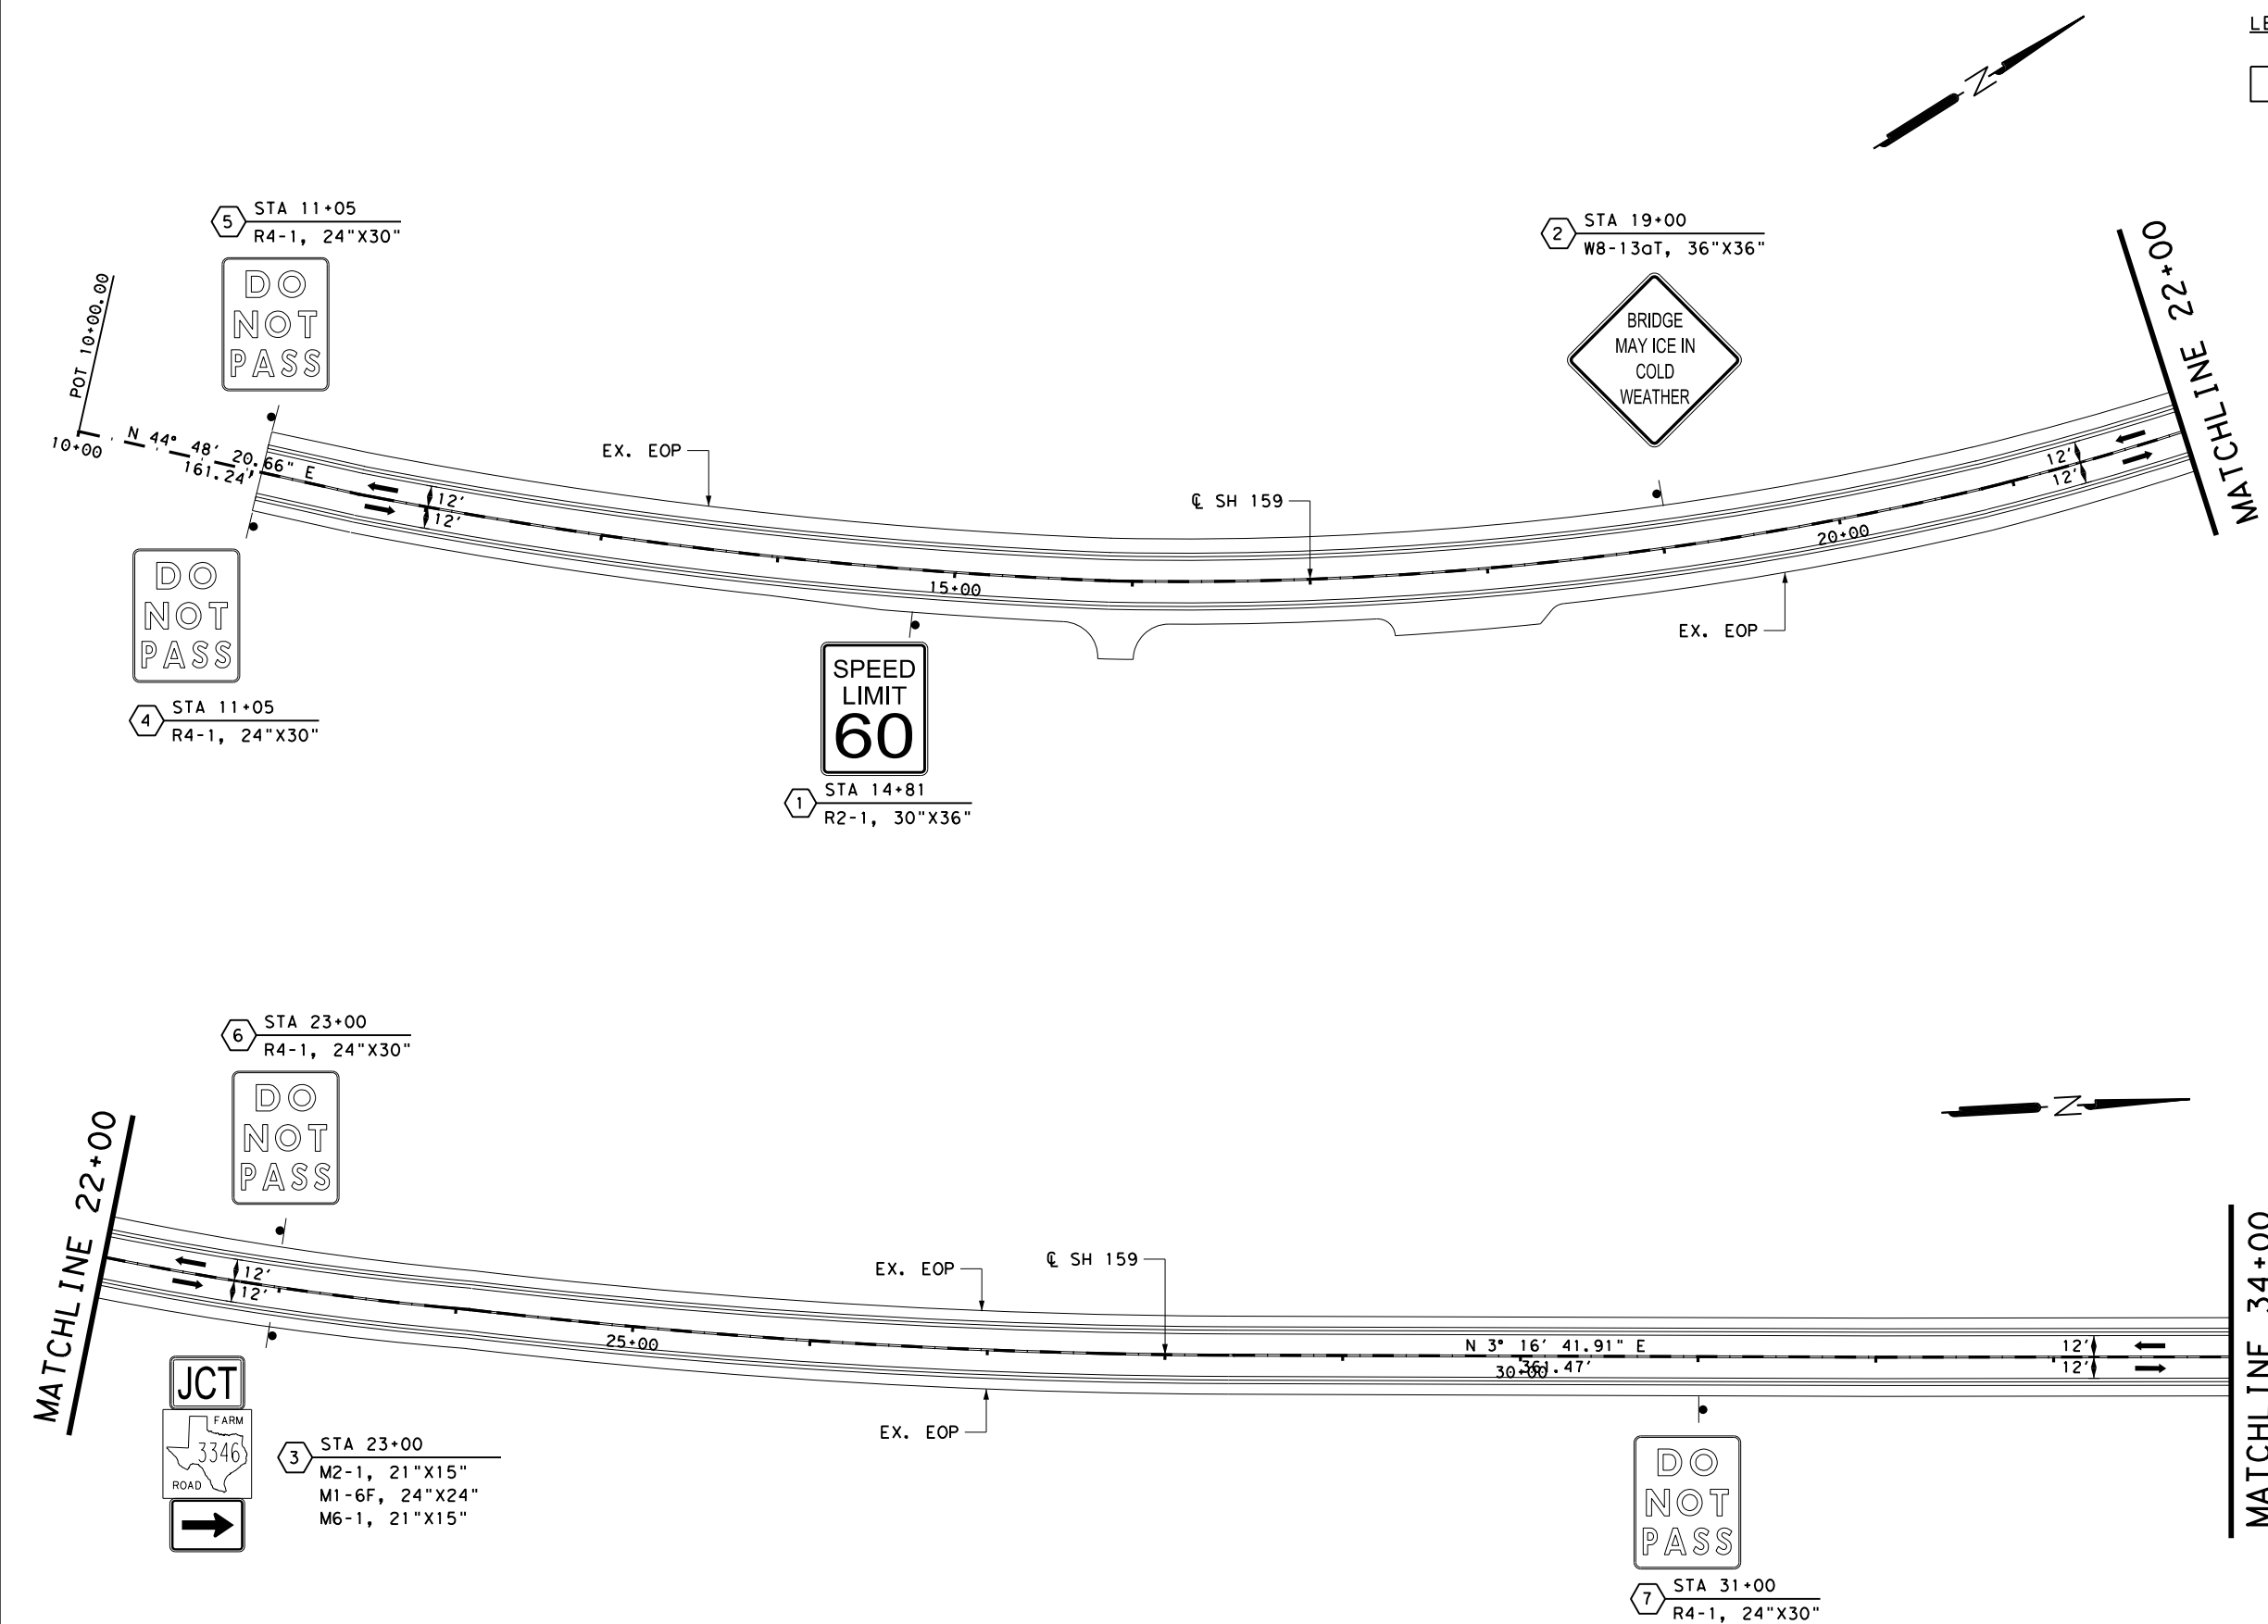 LE
N
5
STA 11+05
R4-1, 24"X30"
DO
NOT
PASS
POT 10+00.00
10+00
N 44° 48' 20.66" E
161.24'
12'
12'
EX. EOP
℄ SH 159
2
STA 19+00
W8-13aT, 36"X36"
BRIDGE
MAY ICE IN
COLD
WEATHER
12'
12'
MATCHLINE 22+00
15+00
20+00
EX. EOP
DO
NOT
PASS
4
STA 11+05
R4-1, 24"X30"
SPEED
LIMIT
60
1
STA 14+81
R2-1, 30"X36"
6
STA 23+00
R4-1, 24"X30"
DO
NOT
PASS
N
MATCHLINE 22+00
12'
12'
EX. EOP
℄ SH 159
25+00
N 3° 16' 41.91" E
361.47'
30+00
12'
12'
MATCHLINE 34+00
EX. EOP
JCT
FARM
3346
ROAD
3
STA 23+00
M2-1, 21"X15"
M1-6F, 24"X24"
M6-1, 21"X15"
DO
NOT
PASS
7
STA 31+00
R4-1, 24"X30"